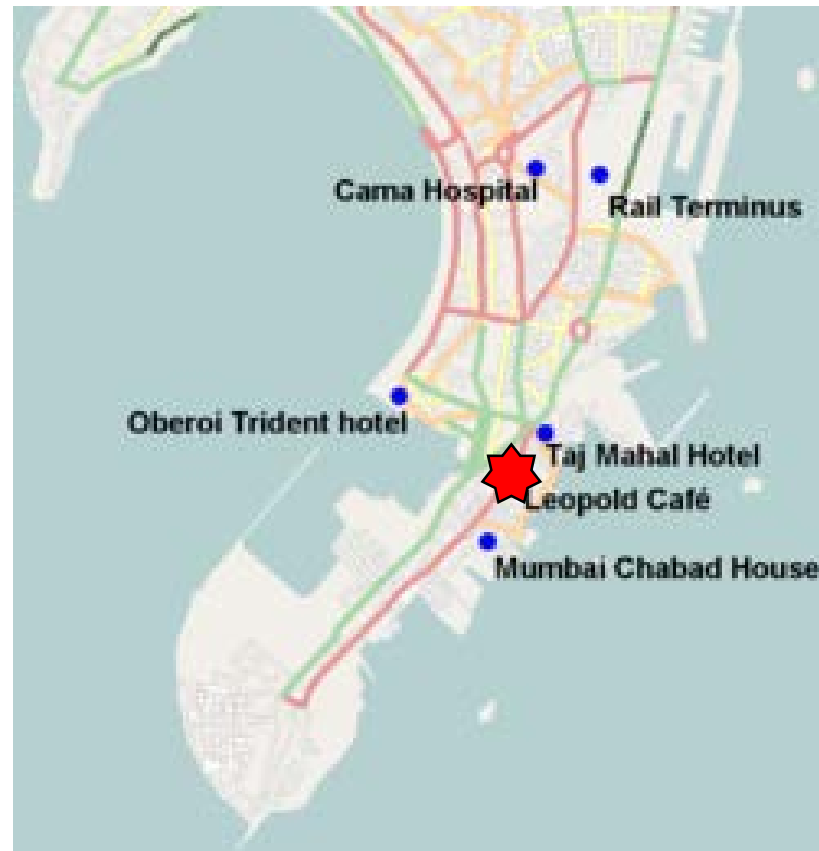 Cama Hospital
Rail Terminus
Oberoi Trident hotel
Taj Mahal Hotel
Leopold Café
Mumbai Chabad House